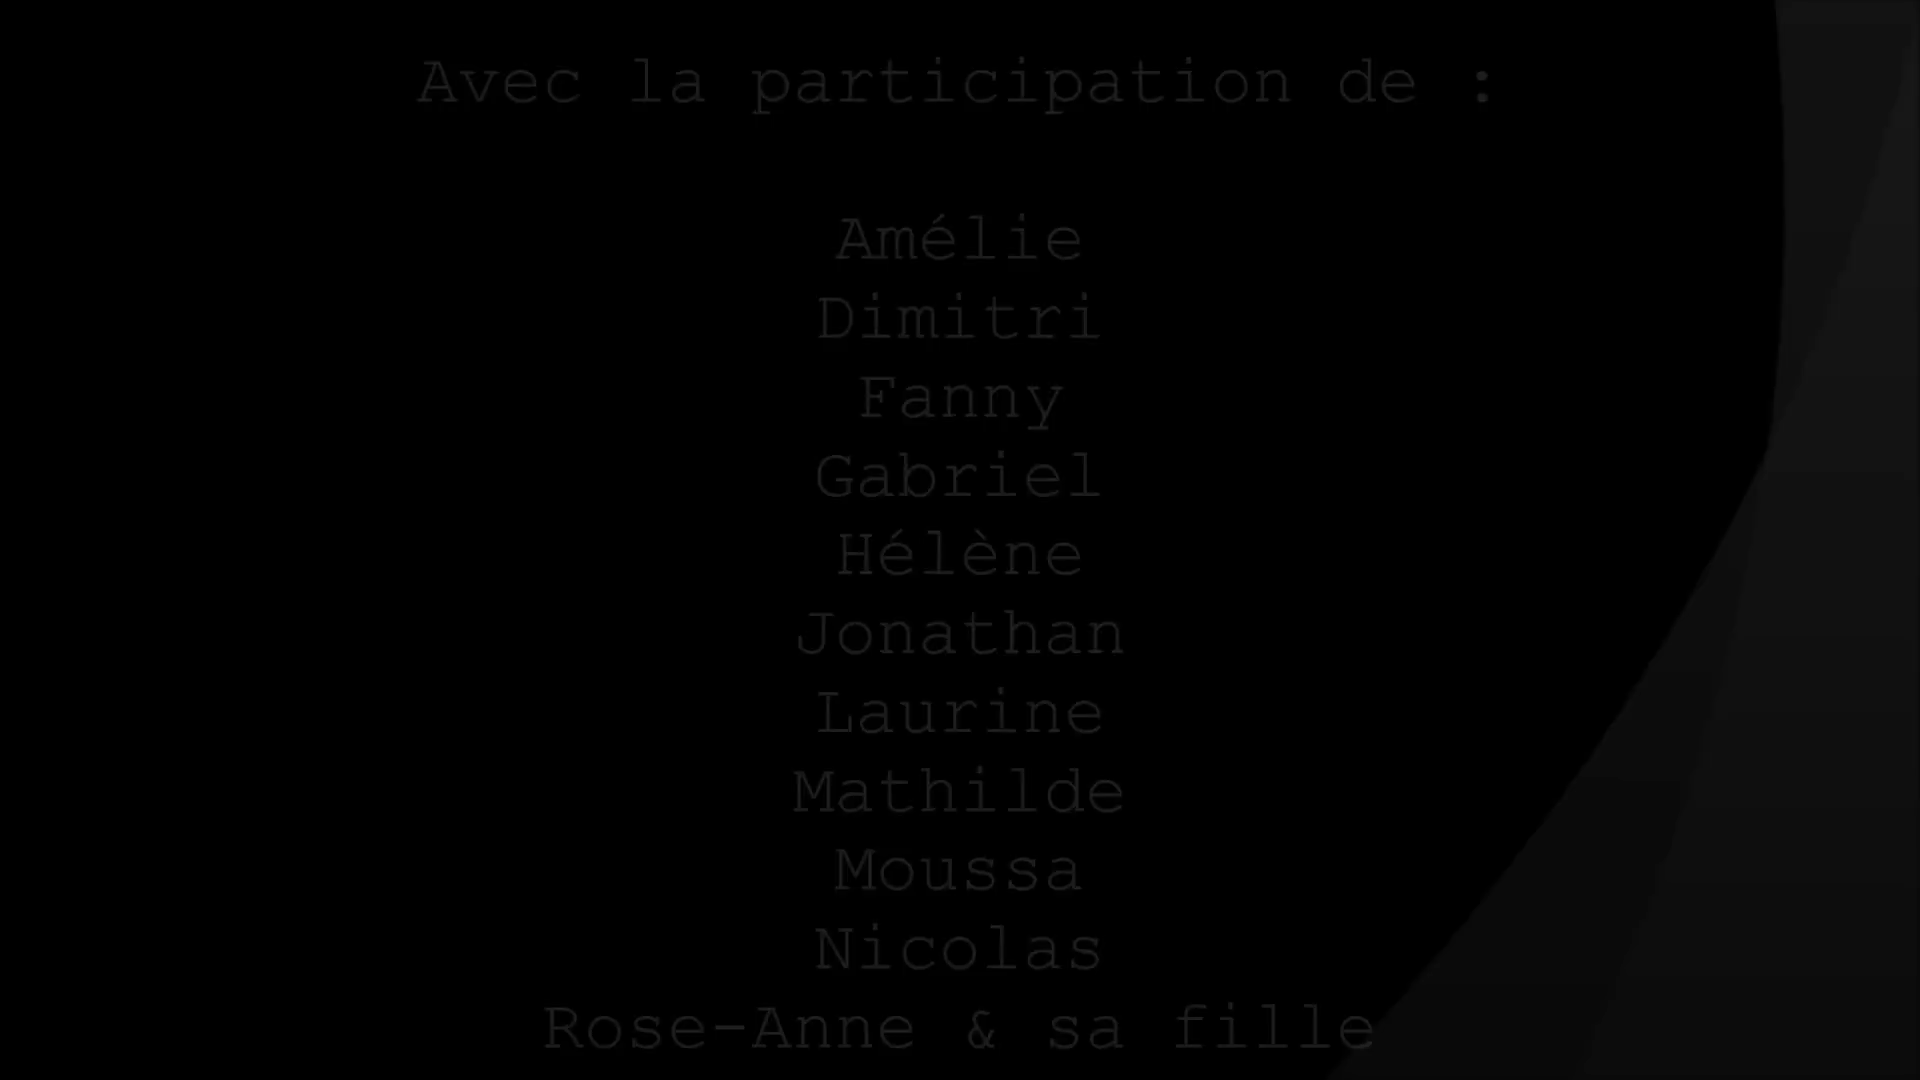 Avec la participation de :
Amélie
Dimitri
Fanny
Gabriel
Hélène
Jonathan
Laurine
Mathilde
Moussa
Nicolas
Rose-Anne & sa fille